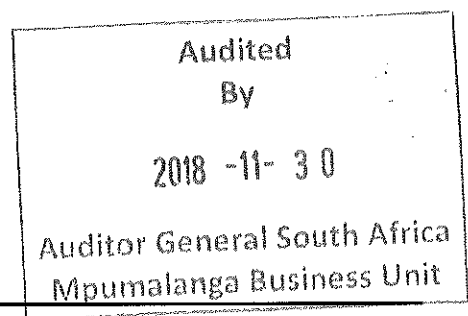 Audited
By
2018 -11- 30
Auditor General South Africa
Mpumalanga Business Unit